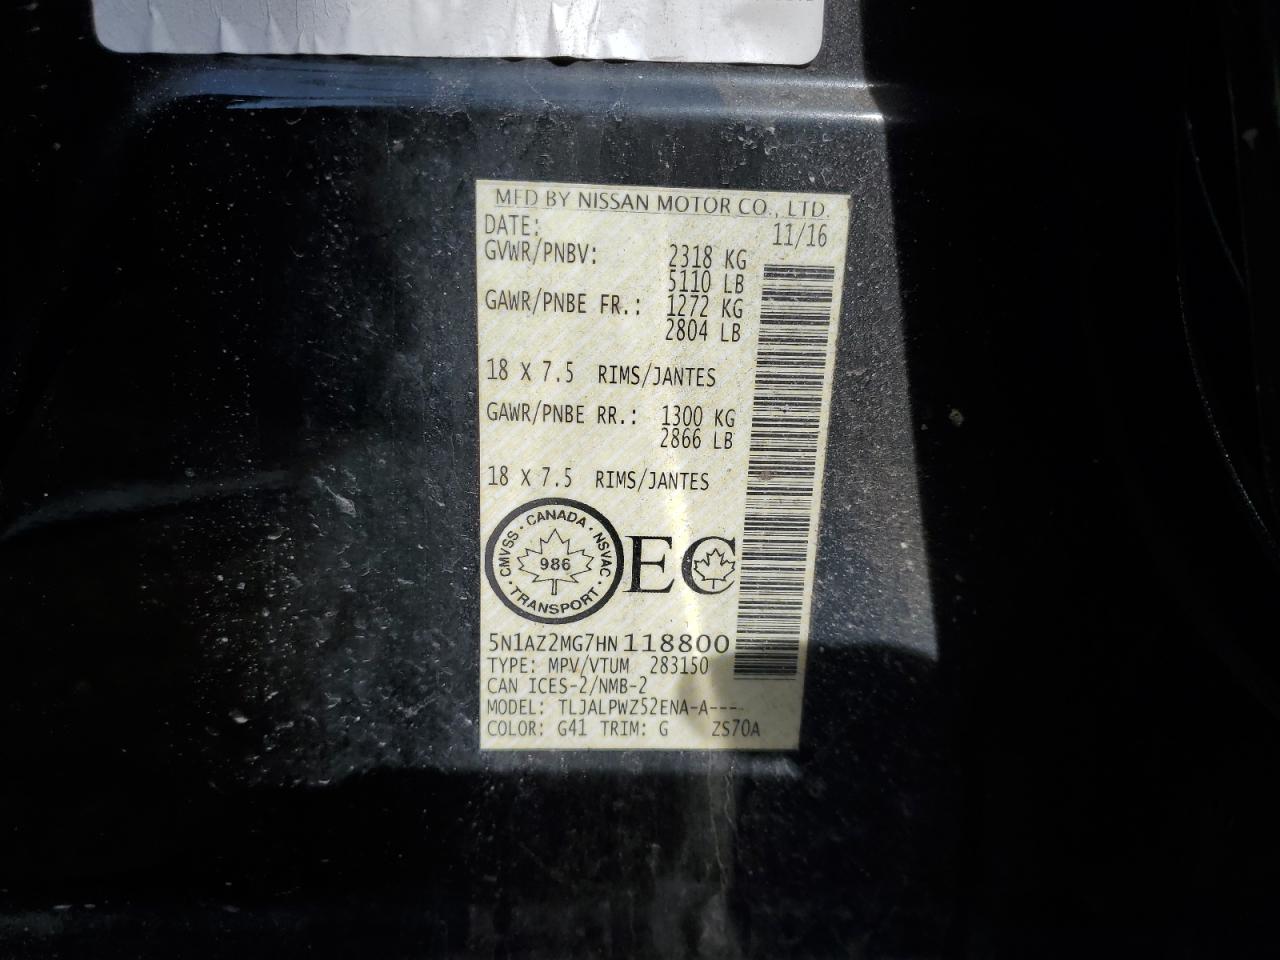 MFD BY NISSAN MOTOR CO., LTD.
DATE: 11/16
GVWR/PNBV: 2318 KG
5110 LB
GAWR/PNBE FR.: 1272 KG
2804 LB
18 X 7.5 RIMS/JANTES
GAWR/PNBE RR.: 1300 KG
2866 LB
18 X 7.5 RIMS/JANTES
CMVSS · CANADA · NSVAC · TRANSPORT ·
986
EC
5N1AZ2MG7HN118800
TYPE: MPV/VTUM 283150
CAN ICES-2/NMB-2
MODEL: TLJALPWZ52ENA-A----
COLOR: G41 TRIM: G ZS70A